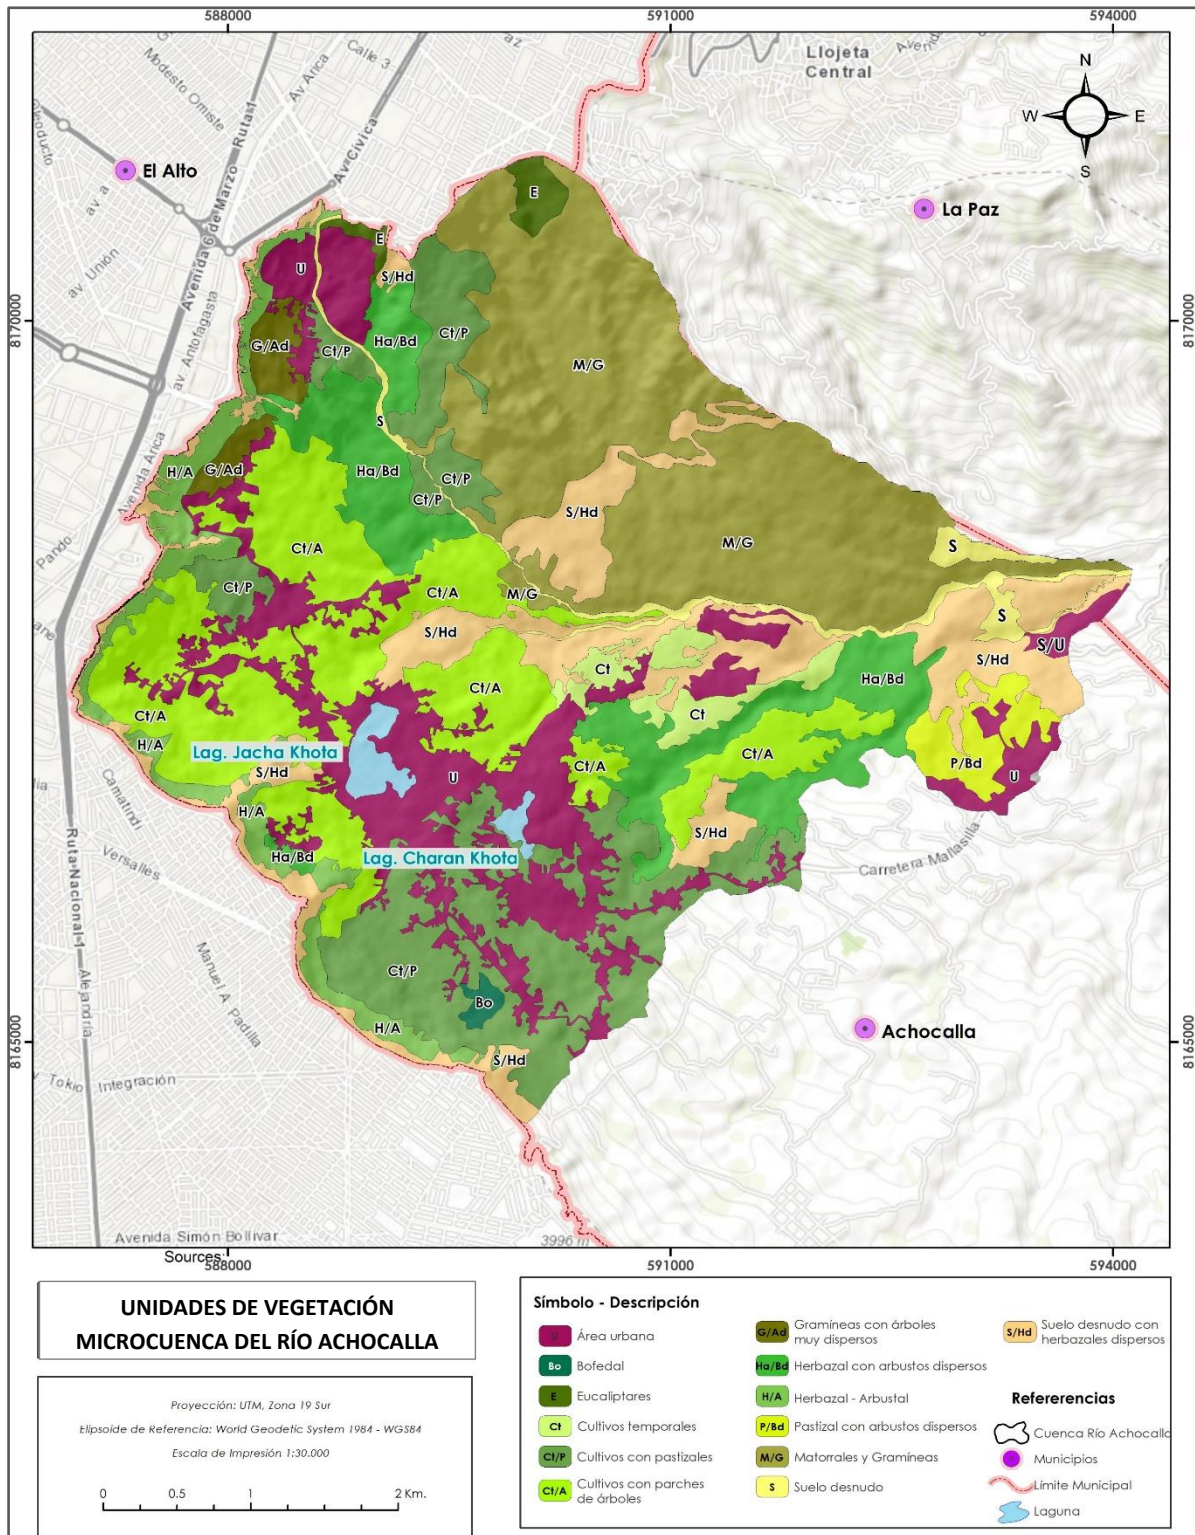 588000
591000
594000
Calle 3
Modesto Omiste
Av Arica
Ruta 1
Llojeta
Central
N
W
E
S
El Alto
Av Cívica
La Paz
av. Unión
Avenida 6 de Marzo
av. Antofagasta
8170000
8170000
E
E
U
S/Hd
G/Ad
Ct/P
Ha/Bd
Ct/P
M/G
S
Avenida Arica
H/A
G/Ad
Ha/Bd
Ct/P
Ct/P
S/Hd
M/G
S
Pando
Ct/A
Ct/P
Ct/A
M/G
S
S/Hd
S/U
Ct
S/Hd
Ha/Bd
Ct/A
Ct
Ct/A
H/A
Lag. Jacha Khota
S/Hd
U
Ct/A
Ct/A
P/Bd
U
Camatindi
H/A
S/Hd
Ha/Bd
Lag. Charan Khota
Versalles
Carretera Mallasilla
Ruta Nacional 1
Manuel A Padilla
Ct/P
Bo
H/A
Alejandría
S/Hd
Achocalla
8165000
8165000
Tokio
Integración
Avenida Simón Bolívar
3996 m
Sources:
588000
591000
594000
UNIDADES DE VEGETACIÓN
MICROCUENCA DEL RÍO ACHOCALLA
Proyección: UTM, Zona 19 Sur
Elipsoide de Referencia: World Geodetic System 1984 - WGS84
Escala de Impresión 1:30.000
0 0.5 1 2 Km.
Símbolo - Descripción
U Área urbana
Bo Bofedal
E Eucaliptares
Ct Cultivos temporales
Ct/P Cultivos con pastizales
Ct/A Cultivos con parches
de árboles
G/Ad Gramíneas con árboles
muy dispersos
Ha/Bd Herbazal con arbustos dispersos
H/A Herbazal - Arbustal
P/Bd Pastizal con arbustos dispersos
M/G Matorrales y Gramíneas
S Suelo desnudo
S/Hd Suelo desnudo con
herbazales dispersos
Refererencias
Cuenca Río Achocalla
Municipios
Límite Municipal
Laguna